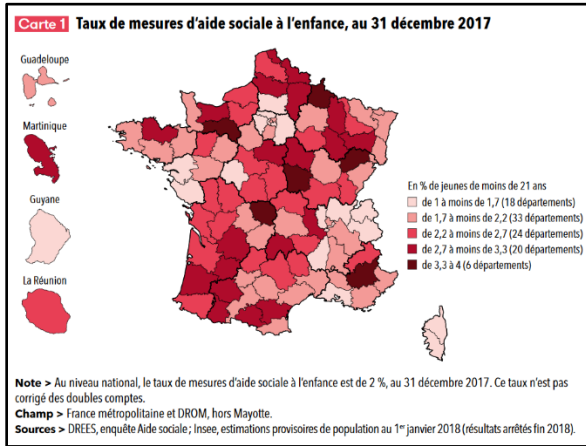 Carte 1 Taux de mesures d’aide sociale à l’enfance, au 31 décembre 2017
Guadeloupe
Martinique
Guyane
La Réunion
En % de jeunes de moins de 21 ans
de 1 à moins de 1,7 (18 départements)
de 1,7 à moins de 2,2 (33 départements)
de 2,2 à moins de 2,7 (24 départements)
de 2,7 à moins de 3,3 (20 départements)
de 3,3 à 4 (6 départements)
Note > Au niveau national, le taux de mesures d’aide sociale à l’enfance est de 2 %, au 31 décembre 2017. Ce taux n’est pas
corrigé des doubles comptes.
Champ > France métropolitaine et DROM, hors Mayotte.
Sources > DREES, enquête Aide sociale ; Insee, estimations provisoires de population au 1er janvier 2018 (résultats arrêtés fin 2018).